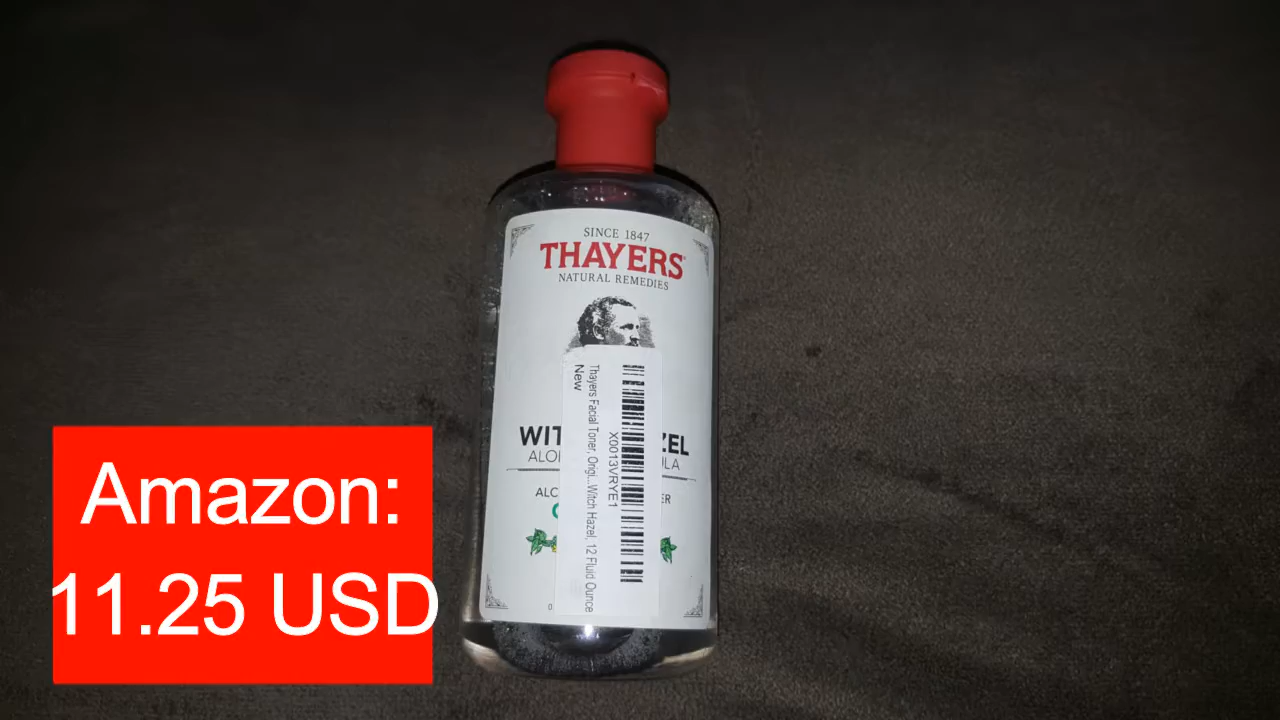 SINCE 1847
THAYERS
NATURAL REMEDIES
New
Thayers Facial Toner, Origi...Witch Hazel, 12 Fluid Ounce
X0013VRYE1
Amazon:
11.25 USD